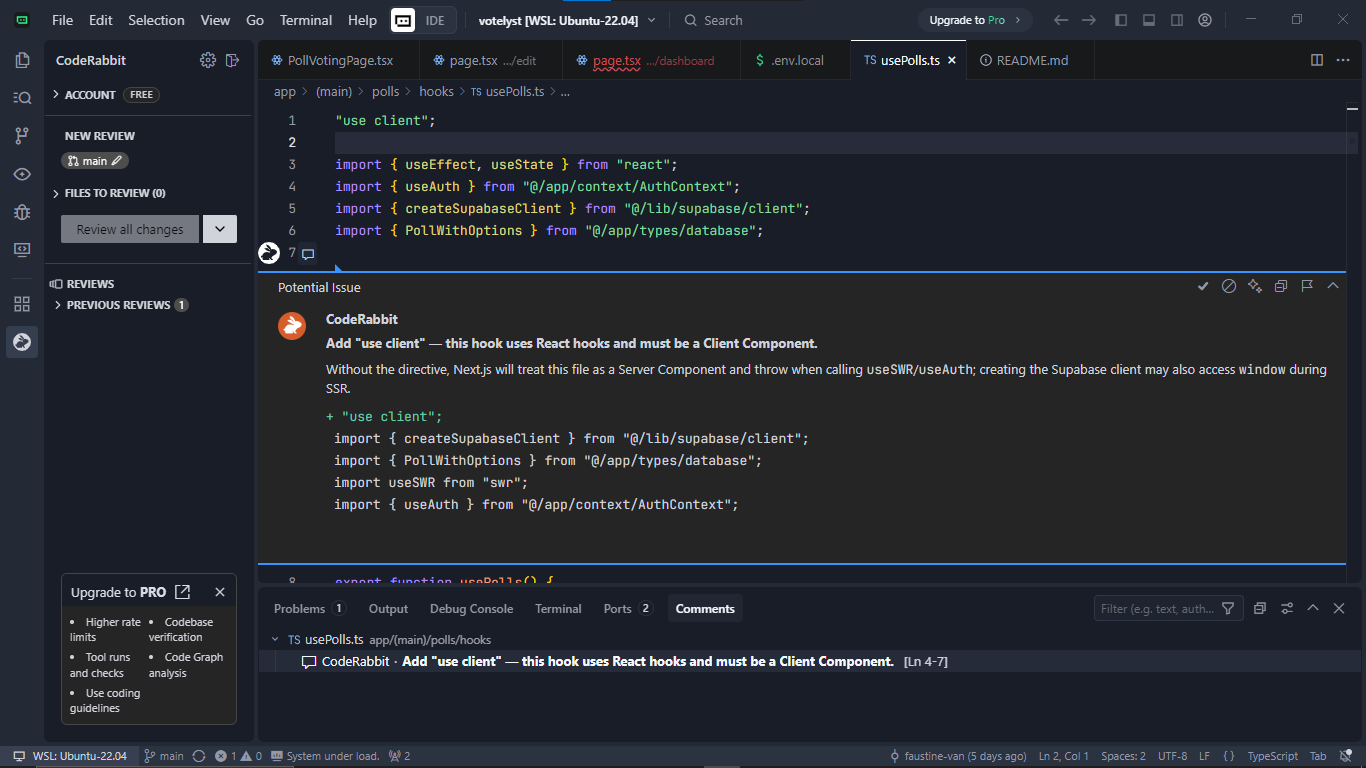 File Edit Selection View Go Terminal Help IDE votelyst [WSL: Ubuntu-22.04] Search Upgrade to Pro
CodeRabbit
ACCOUNT FREE
NEW REVIEW
main
FILES TO REVIEW (0)
Review all changes
REVIEWS
PREVIOUS REVIEWS 1
Upgrade to PRO
• Higher rate limits
• Codebase verification
• Tool runs and checks
• Code Graph analysis
• Use coding guidelines
PollVotingPage.tsx page.tsx .../edit page.tsx .../dashboard $ .env.local TS usePolls.ts README.md
app > (main) > polls > hooks > TS usePolls.ts > ...
1 "use client";
2
3 import { useEffect, useState } from "react";
4 import { useAuth } from "@/app/context/AuthContext";
5 import { createSupabaseClient } from "@/lib/supabase/client";
6 import { PollWithOptions } from "@/app/types/database";
7
Potential Issue
CodeRabbit
Add "use client" — this hook uses React hooks and must be a Client Component.
Without the directive, Next.js will treat this file as a Server Component and throw when calling useSWR/useAuth; creating the Supabase client may also access window during
SSR.
+ "use client";
import { createSupabaseClient } from "@/lib/supabase/client";
import { PollWithOptions } from "@/app/types/database";
import useSWR from "swr";
import { useAuth } from "@/app/context/AuthContext";
8 export function usePolls() {
Problems 1 Output Debug Console Terminal Ports 2 Comments Filter (e.g. text, auth...
TS usePolls.ts app/(main)/polls/hooks
CodeRabbit · Add "use client" — this hook uses React hooks and must be a Client Component. [Ln 4-7]
WSL: Ubuntu-22.04 main 1 0 System under load. 2 faustine-van (5 days ago) Ln 2, Col 1 Spaces: 2 UTF-8 LF { } TypeScript Tab